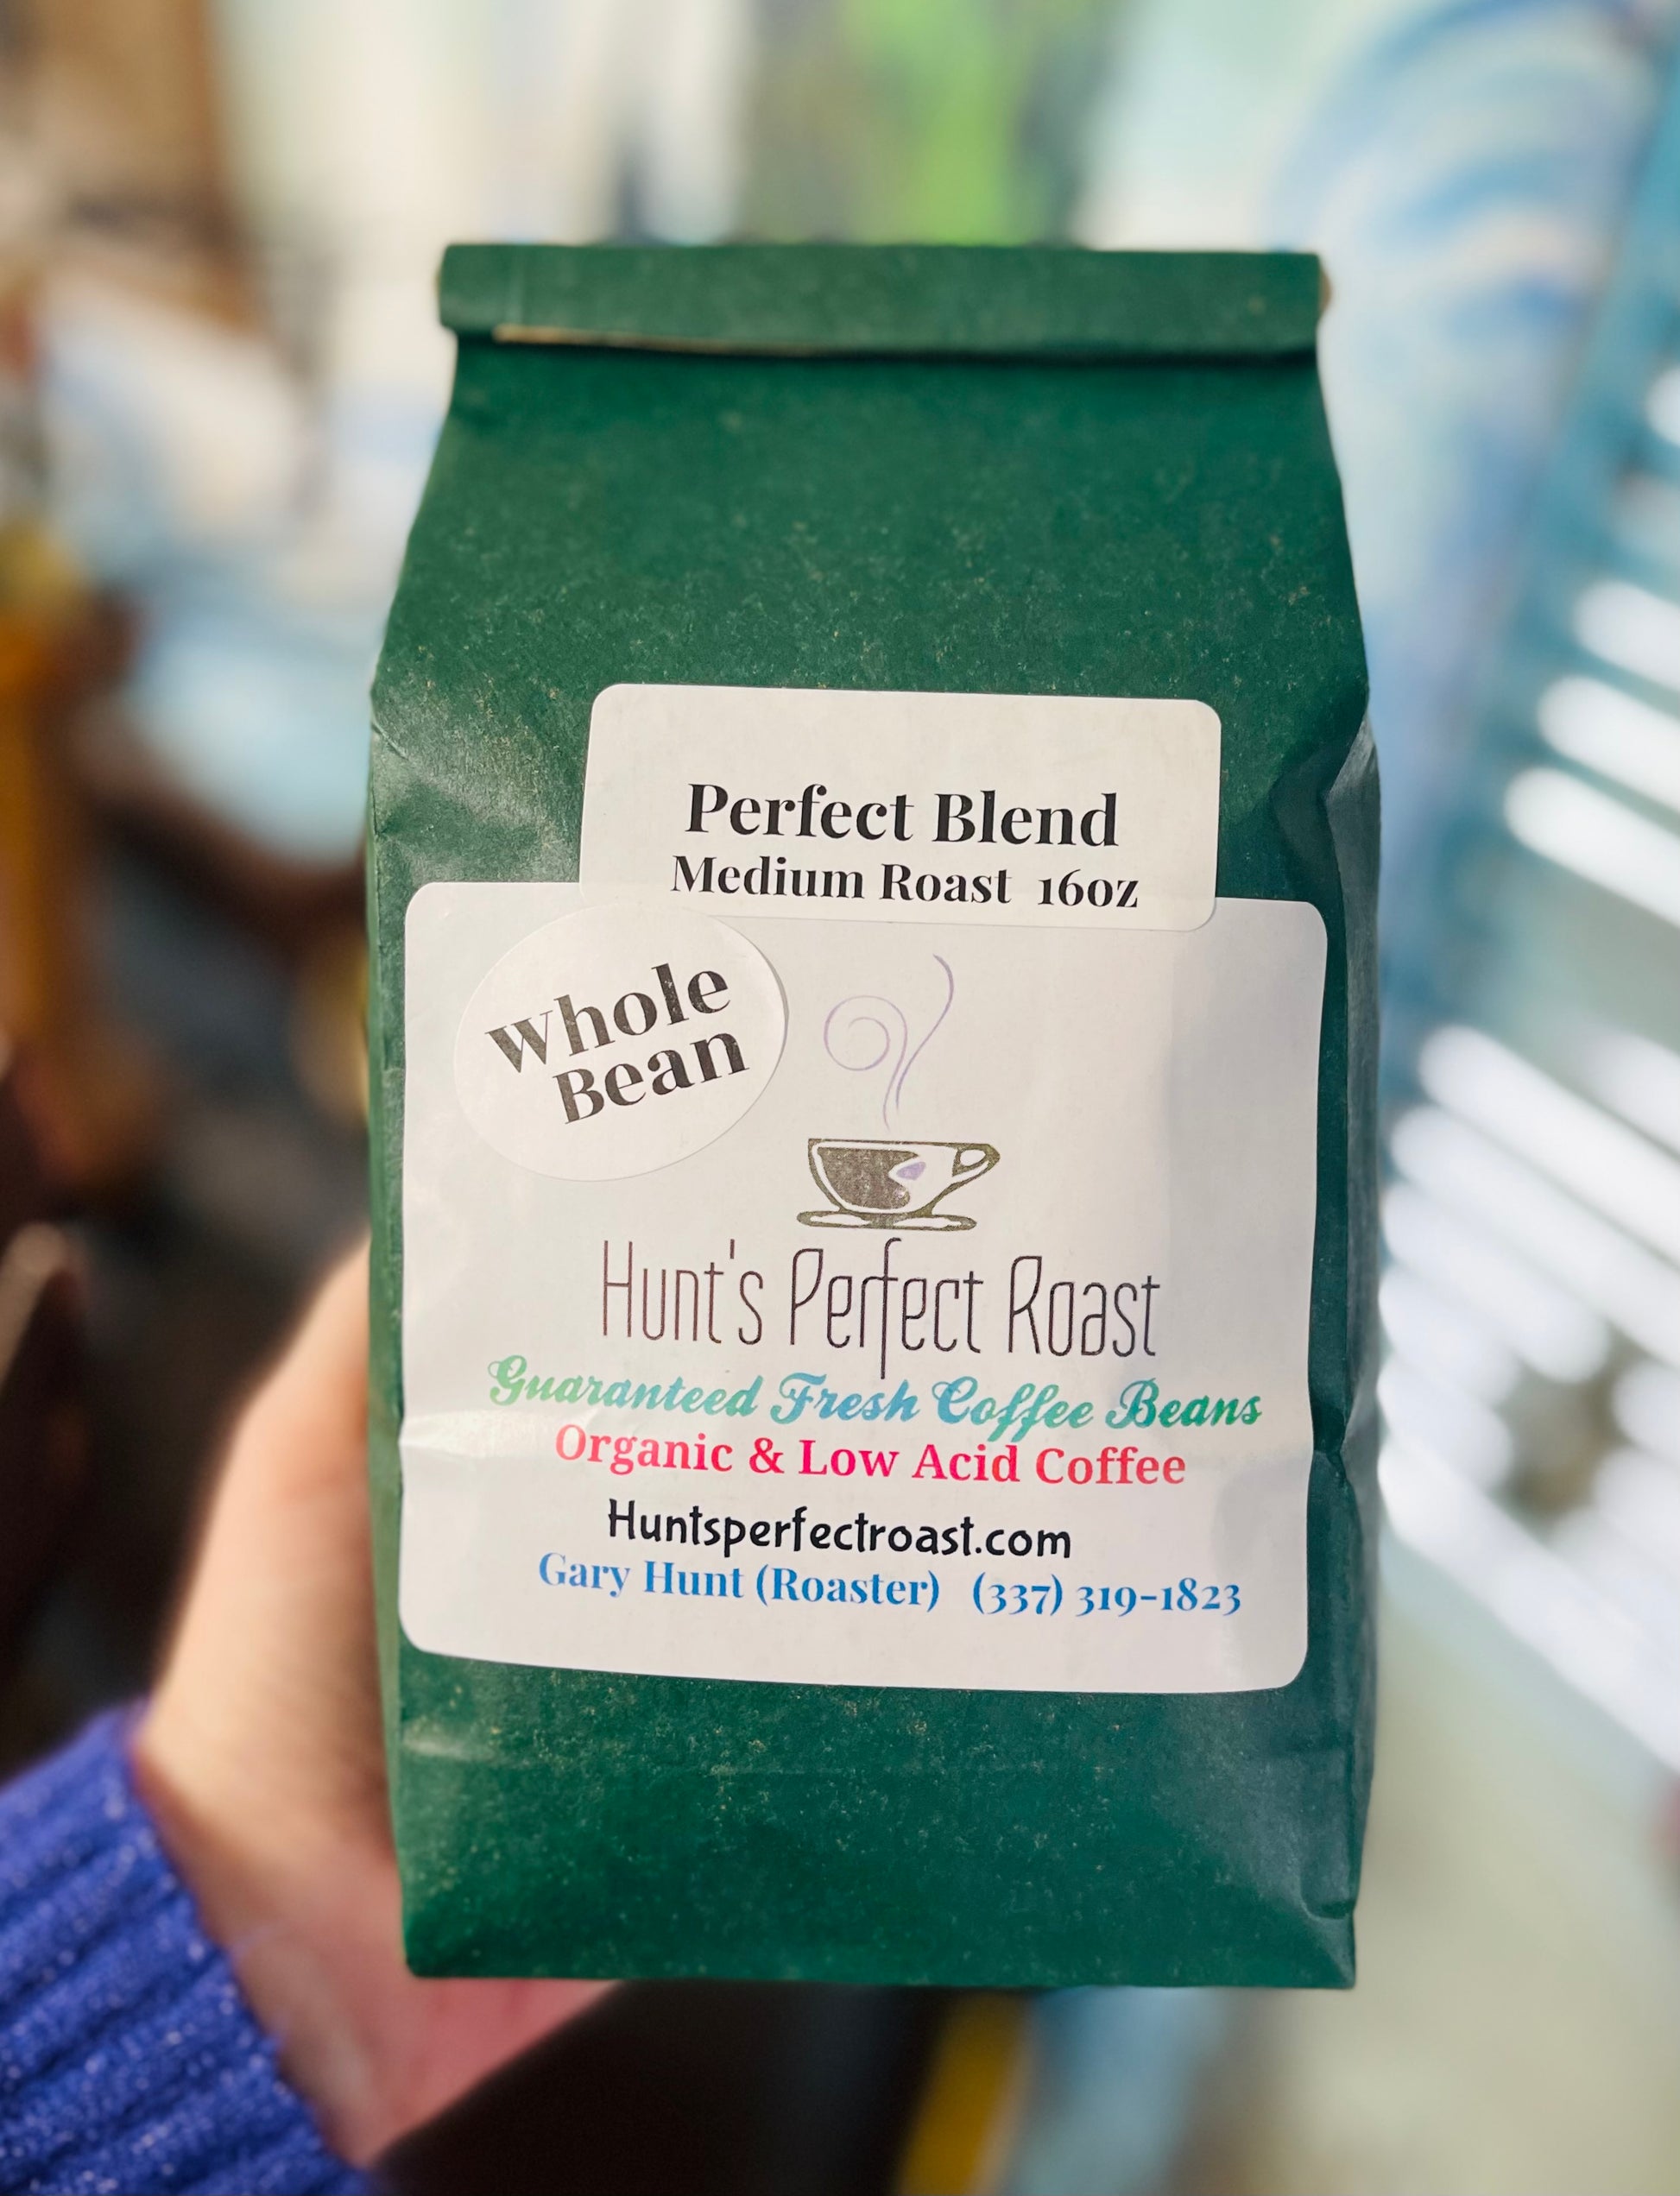 Perfect Blend
Medium Roast 16oz
Whole
Bean
Hunt's Perfect Roast
Guaranteed Fresh Coffee Beans
Organic & Low Acid Coffee
Huntsperfectroast.com
Gary Hunt (Roaster) (337) 319-1823